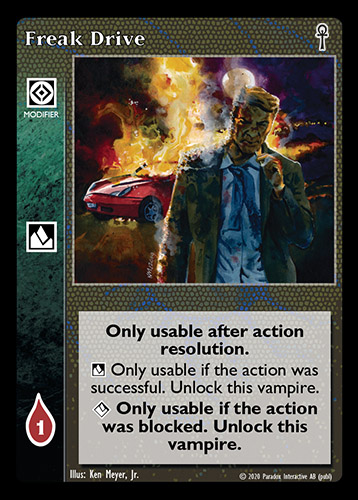 Freak Drive
MODIFIER
Only usable after action
resolution.
Only usable if the action was
successful. Unlock this vampire.
Only usable if the action
was blocked. Unlock this
vampire.
1
Illus: Ken Meyer, Jr.
© 2020 Paradox Interactive AB (publ)